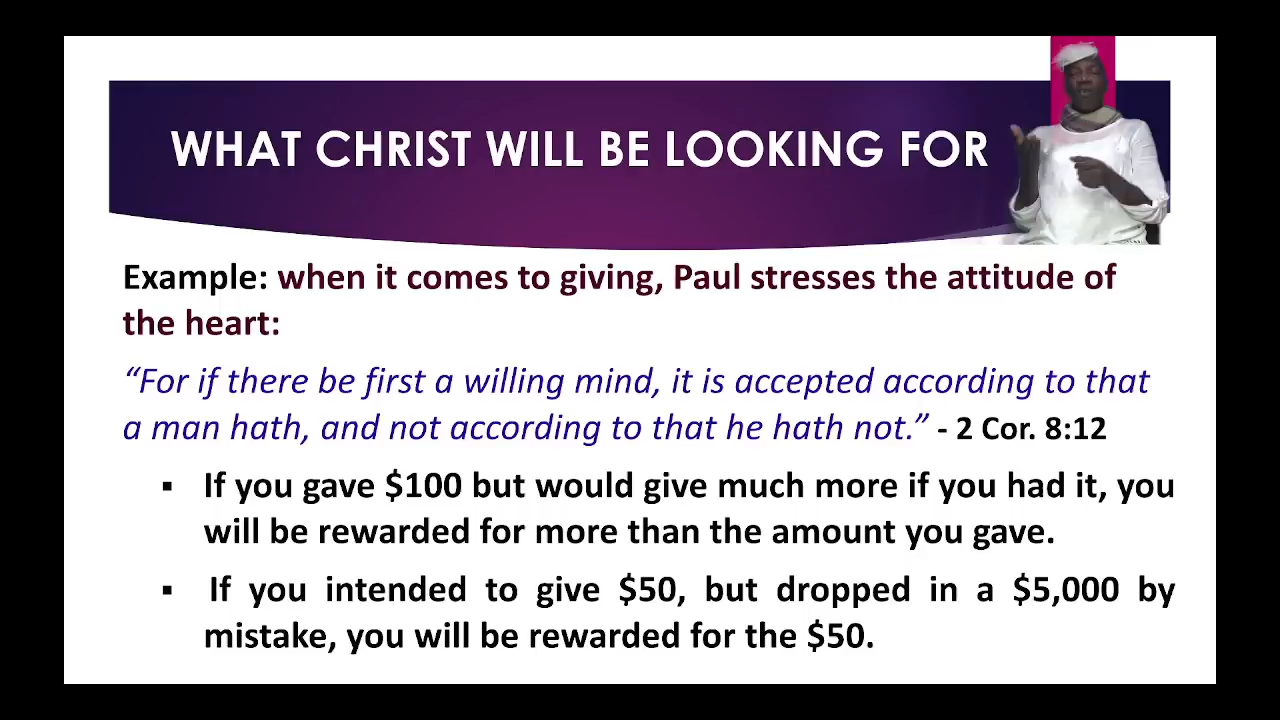 WHAT CHRIST WILL BE LOOKING FOR
Example: when it comes to giving, Paul stresses the attitude of
the heart:
“For if there be first a willing mind, it is accepted according to that
a man hath, and not according to that he hath not.” - 2 Cor. 8:12
▪ If you gave $100 but would give much more if you had it, you
will be rewarded for more than the amount you gave.
▪ If you intended to give $50, but dropped in a $5,000 by
mistake, you will be rewarded for the $50.